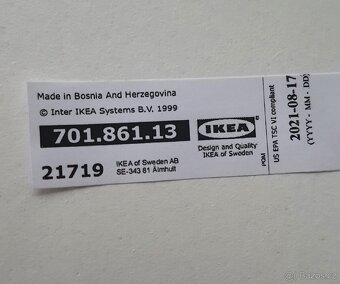 Made in Bosnia And Herzegovina
© Inter IKEA Systems B.V. 1999
701.861.13
21719
IKEA of Sweden AB
SE-343 81 Älmhult
IKEA
Design and Quality
IKEA of Sweden
PQM
US EPA TSC VI compliant
2021-08-17
(YYYY - MM - DD)